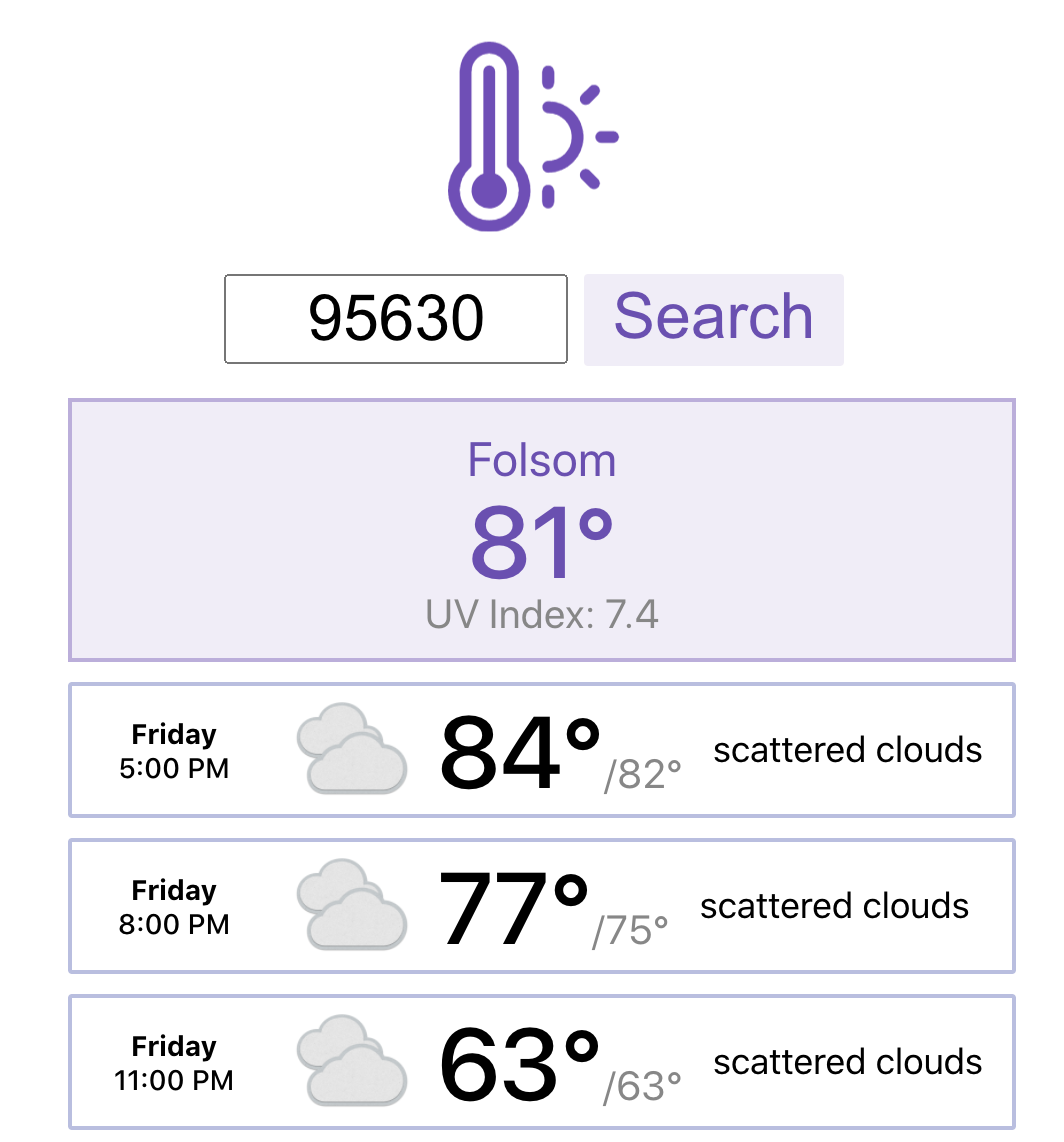 95630 Search
Folsom
81°
UV Index: 7.4
Friday
5:00 PM
84°/82° scattered clouds
Friday
8:00 PM
77°/75° scattered clouds
Friday
11:00 PM
63°/63° scattered clouds